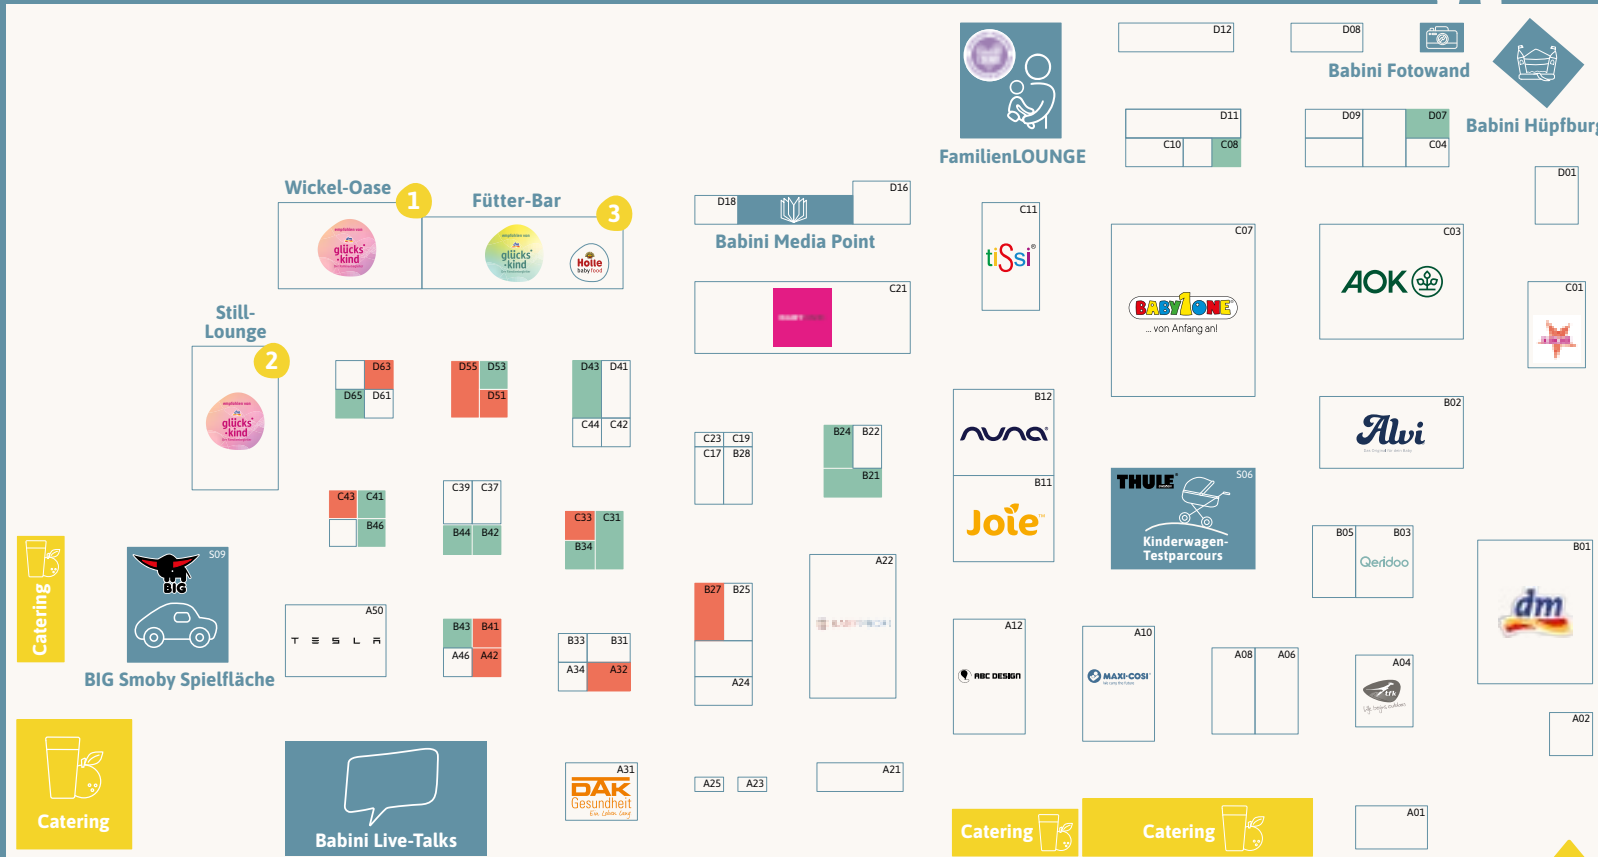 D12
D08
Babini Fotowand
Babini Hüpfburg
FamilienLOUNGE
D11
C10
C08
D09
D07
C04
D01
Wickel-Oase
1
glücks
kind
Fütter-Bar
3
glücks
kind
Holle
baby food
D18
D16
Babini Media Point
C11
tiSsi®
C07
BABY1ONE
... von Anfang an!
C03
AOK
C01
C21
Still-
Lounge
2
glücks
kind
D63
D65
D61
D55
D53
D51
D43
D41
C44
C42
C23
C19
C17
B28
B24
B22
B21
B12
nuna
B11
Joie
B02
Alvi
THULE
S06
Kinderwagen-
Testparcours
C43
C41
B46
C39
C37
B44
B42
C33
C31
B34
B05
B03
Qeridoo
B01
dm
Catering
S09
BIG
BIG Smoby Spielfläche
A50
TESLA
B43
B41
A46
A42
B33
B31
A34
A32
B27
B25
A24
A22
A12
ABC DESIGN
A10
MAXI-COSI
A08
A06
A04
tfk
A02
Catering
Babini Live-Talks
A31
DAK
Gesundheit
Ein Leben lang
A25
A23
A21
Catering
Catering
A01